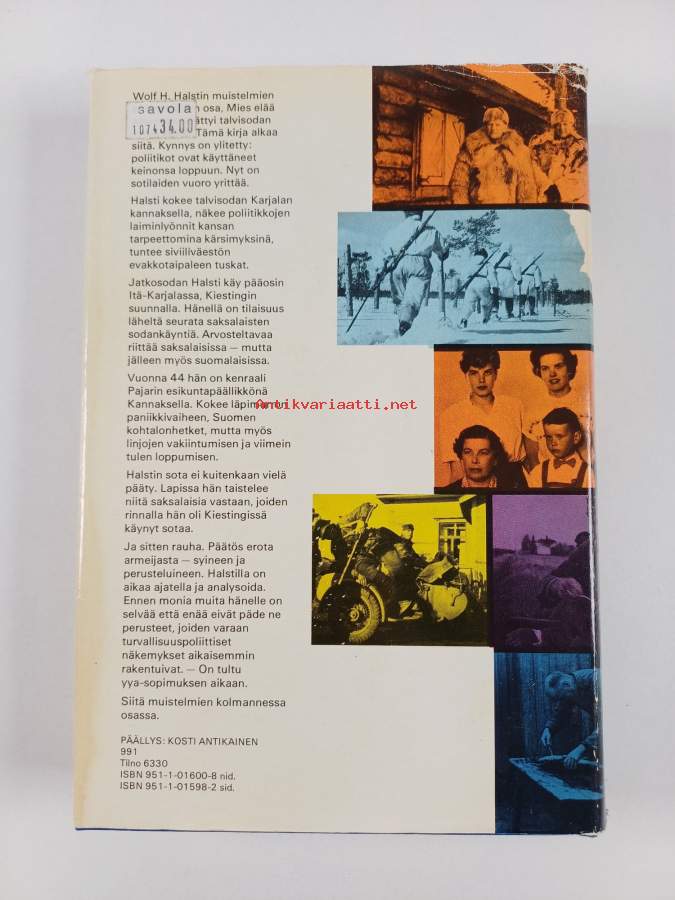 Wolf H. Halstin muistelmien
osa, Mies elää
talvisodan
Tämä kirja alkaa
siitä. Kynnys on ylitetty:
poliitikot ovat käyttäneet
keinonsa loppuun. Nyt on
sotilaiden vuoro yrittää.
savola
107434.00
Halsti kokee talvisodan Karjalan
kannaksella, näkee poliitikkojen
laiminlyönnit kansan
tarpeettomina kärsimyksinä,
tuntee siviiliväestön
evakkotaipaleen tuskat.
Jatkosodan Halsti käy pääosin
Itä-Karjalassa, Kiestingin
suunnalla. Hänellä on tilaisuus
läheltä seurata saksalaisten
sodankäyntiä. Arvosteltavaa
riittää saksalaisissa — mutta
jälleen myös suomalaisissa.
Vuonna 44 hän on kenraali
Pajarin esikuntapäällikkönä
Kannaksella. Kokee läpimurron
paniikkivaiheen, Suomen
kohtalonhetket, mutta myös
linjojen vakiintumisen ja viimein
tulen loppumisen.
Antikvariaatti.net
Halstin sota ei kuitenkaan vielä
pääty. Lapissa hän taistelee
niitä saksalaisia vastaan, joiden
rinnalla hän oli Kiestingissä
käynyt sotaa.
Ja sitten rauha. Päätös erota
armeijasta — syineen ja
perusteluineen. Halstilla on
aikaa ajatella ja analysoida.
Ennen monia muita hänelle on
selvää että enää eivät päde ne
perusteet, joiden varaan
turvallisuuspoliittiset
näkemykset aikaisemmin
rakentuivat. — On tultu
yya-sopimuksen aikaan.
Siitä muistelmien kolmannessa
osassa.
PÄÄLLYS: KOSTI ANTIKAINEN
991
Tilno 6330
ISBN 951-1-01600-8 nid.
ISBN 951-1-01598-2 sid.